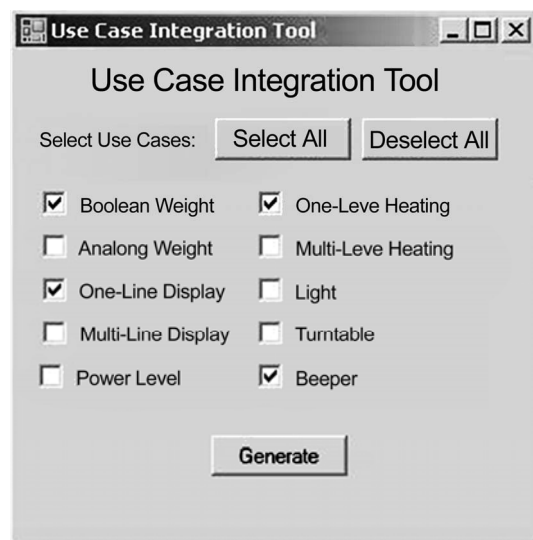 Use Case Integration Tool
Use Case Integration Tool
Select Use Cases: Select All Deselect All
Boolean Weight One-Leve Heating
Analong Weight Multi-Leve Heating
One-Line Display Light
Multi-Line Display Turntable
Power Level Beeper
Generate